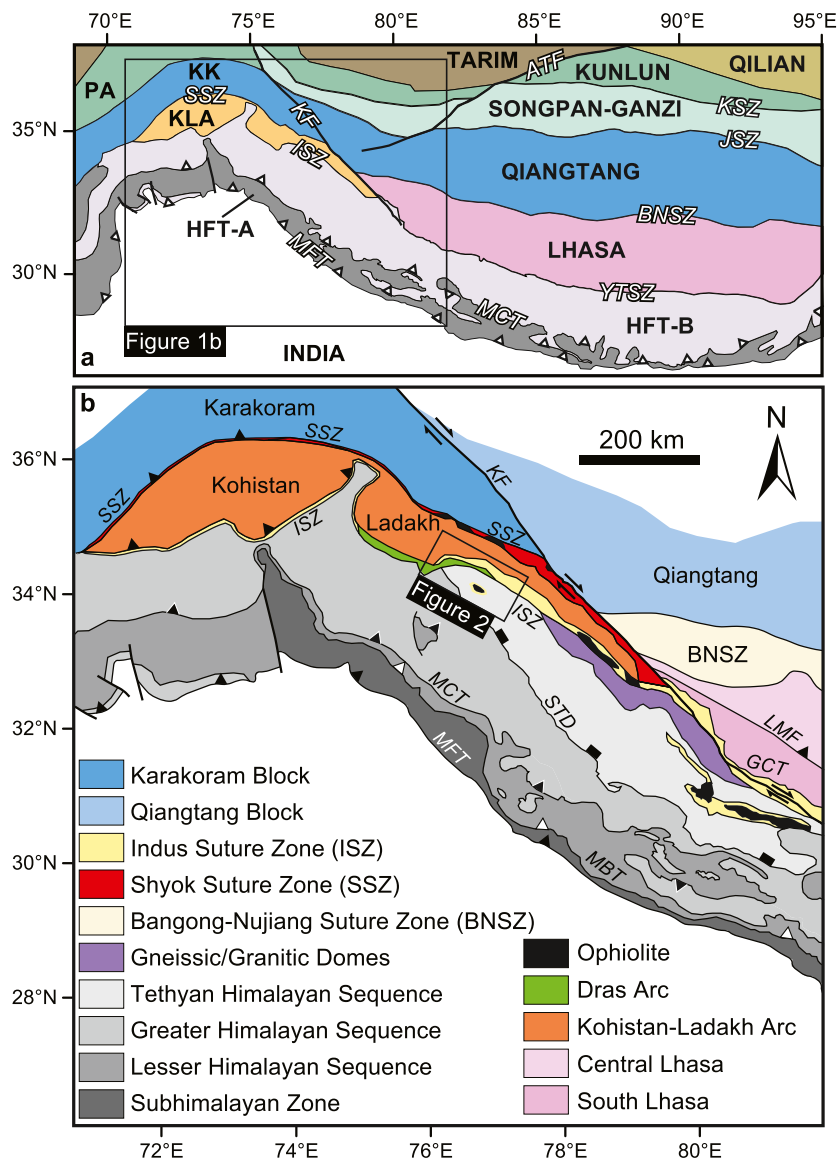 70°E 75°E 80°E 85°E 90°E 95°E
35°N
30°N
TARIM
ATF
KUNLUN
QILIAN
PA
KK
SSZ
KLA
KF
ISZ
SONGPAN-GANZI
KSZ
JSZ
QIANGTANG
BNSZ
HFT-A
MFT
LHASA
YTSZ
MCT
HFT-B
Figure 1b
a
INDIA
b
Karakoram
SSZ
N
200 km
36°N
KF
SSZ
Kohistan
ISZ
Ladakh
SSZ
34°N
Qiangtang
Figure 2
ISZ
BNSZ
MCT
STD
LMF
32°N
MFT
GCT
30°N
MBT
28°N
Karakoram Block
Qiangtang Block
Indus Suture Zone (ISZ)
Shyok Suture Zone (SSZ)
Bangong-Nujiang Suture Zone (BNSZ)
Gneissic/Granitic Domes
Tethyan Himalayan Sequence
Greater Himalayan Sequence
Lesser Himalayan Sequence
Subhimalayan Zone
Ophiolite
Dras Arc
Kohistan-Ladakh Arc
Central Lhasa
South Lhasa
72°E 74°E 76°E 78°E 80°E